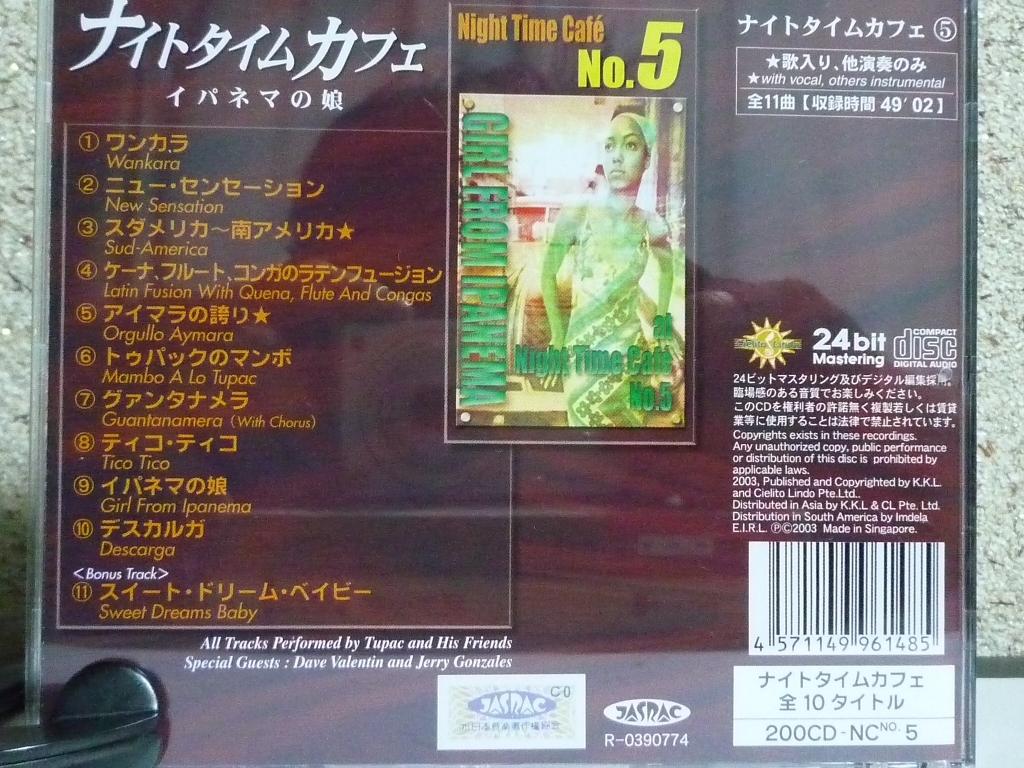 ナイトタイムカフェ
イパネマの娘
① ワンカラ
Wankara
② ニュー・センセーション
New Sensation
③ スダメリカ～南アメリカ★
Sud-America
④ ケーナ、フルート、コンガのラテンフュージョン
Latin Fusion With Quena, Flute And Congas
⑤ アイマラの誇り★
Orgullo Aymara
⑥ トゥパックのマンボ
Mambo A Lo Tupac
⑦ グァンタナメラ
Guantanamera (With Chorus)
⑧ ティコ・ティコ
Tico Tico
⑨ イパネマの娘
Girl From Ipanema
⑩ デスカルガ
Descarga
<Bonus Track>
⑪ スイート・ドリーム・ベイビー
Sweet Dreams Baby
All Tracks Performed by Tupac and His Friends
Special Guests : Dave Valentin and Jerry Gonzales
Night Time Café
No.5
GIRL FROM IPANEMA
at
Night Time Café
No.5
ナイトタイムカフェ ⑤
★歌入り、他演奏のみ
★with vocal, others instrumental
全11曲【収録時間 49'02】
Cielito Lindo
24bit
Mastering
COMPACT
disc
DIGITAL AUDIO
24ビットマスタリング及びデジタル編集採用。
臨場感のある音質でお楽しみください。
このCDを権利者の許諾無く複製若しくは賃貸
業等に使用することは法律で禁止されています。
Copyrights exists in these recordings.
Any unauthorized copy, public performance
or distribution of this disc is prohibited by
applicable laws.
2003, Published and Copyrighted by K.K.L.
and Cielito Lindo Pte.Ltd..
Distributed in Asia by K.K.L & CL Pte. Ltd.
Distribution in South America by Imdela
E.I.R.L. Ⓟ©2003 Made in Singapore.
4 571149 961485
ナイトタイムカフェ
全10タイトル
200CD-NC NO. 5
C0
JASRAC
JASRAC
R-0390774